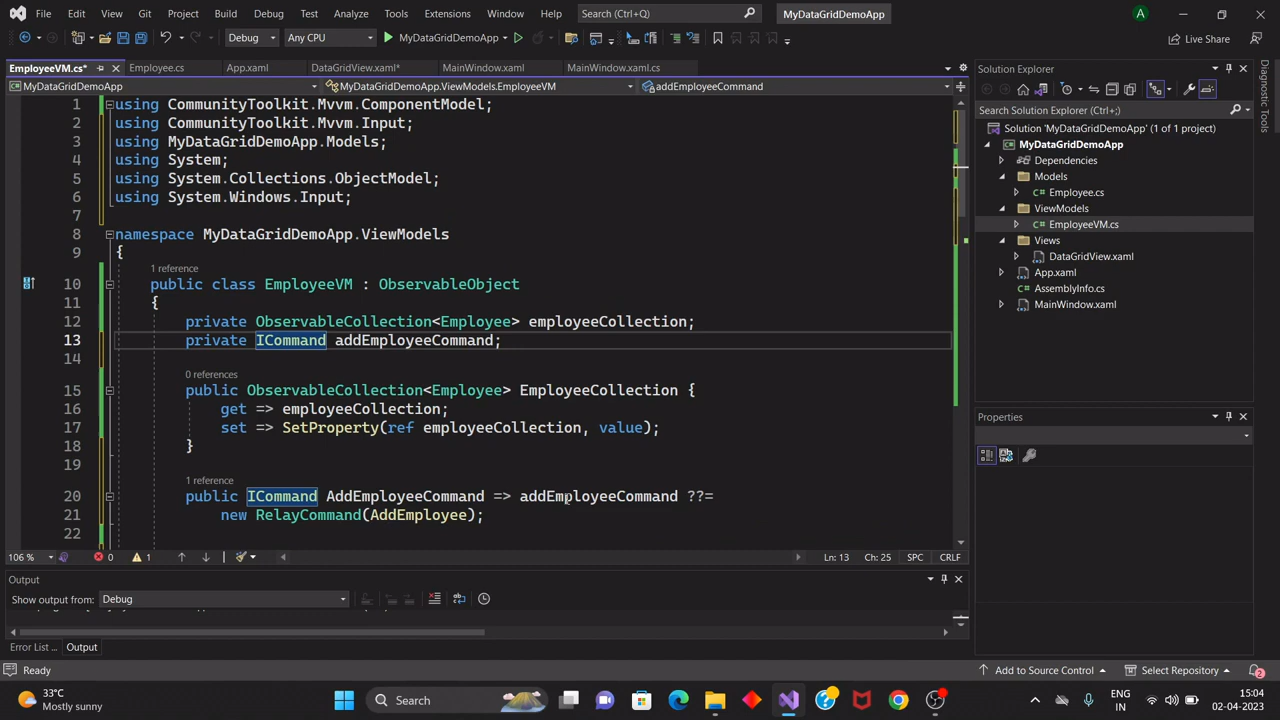 File Edit View Git Project Build Debug Test Analyze Tools Extensions Window Help Search (Ctrl+Q) MyDataGridDemoApp A
Debug Any CPU MyDataGridDemoApp Live Share
EmployeeVM.cs* Employee.cs App.xaml DataGridView.xaml* MainWindow.xaml MainWindow.xaml.cs
MyDataGridDemoApp MyDataGridDemoApp.ViewModels.EmployeeVM addEmployeeCommand
1 using CommunityToolkit.Mvvm.ComponentModel;
2 using CommunityToolkit.Mvvm.Input;
3 using MyDataGridDemoApp.Models;
4 using System;
5 using System.Collections.ObjectModel;
6 using System.Windows.Input;
7
8 namespace MyDataGridDemoApp.ViewModels
9 {
1 reference
10 public class EmployeeVM : ObservableObject
11 {
12 private ObservableCollection<Employee> employeeCollection;
13 private ICommand addEmployeeCommand;
14
0 references
15 public ObservableCollection<Employee> EmployeeCollection {
16 get => employeeCollection;
17 set => SetProperty(ref employeeCollection, value);
18 }
19
1 reference
20 public ICommand AddEmployeeCommand => addEmployeeCommand ??=
21 new RelayCommand(AddEmployee);
22
106 % 0 1 Ln: 13 Ch: 25 SPC CRLF
Output
Show output from: Debug
Error List ... Output
Solution Explorer
Search Solution Explorer (Ctrl+;)
Solution 'MyDataGridDemoApp' (1 of 1 project)
MyDataGridDemoApp
Dependencies
Models
C# Employee.cs
ViewModels
C# EmployeeVM.cs
Views
DataGridView.xaml
App.xaml
C# AssemblyInfo.cs
MainWindow.xaml
Properties
Diagnostic Tools
Ready Add to Source Control Select Repository 2
33°C
Mostly sunny
Search
ENG
IN
15:04
02-04-2023